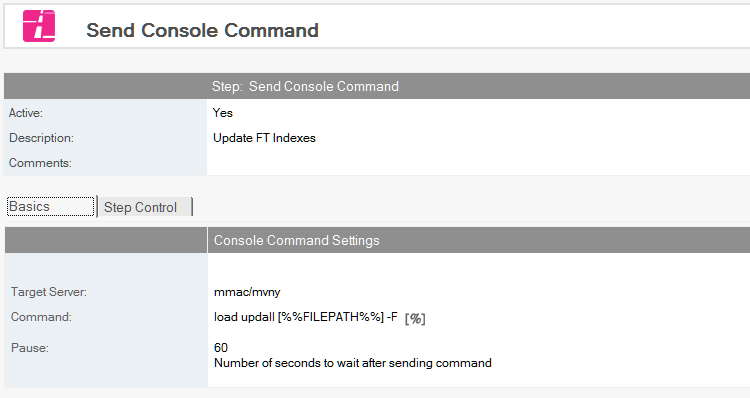 Send Console Command
Step: Send Console Command
Active: Yes
Description: Update FT Indexes
Comments:
Basics Step Control
Console Command Settings
Target Server: mmac/mvny
Command: load updall [%%FILEPATH%%] -F [%]
Pause: 60
Number of seconds to wait after sending command